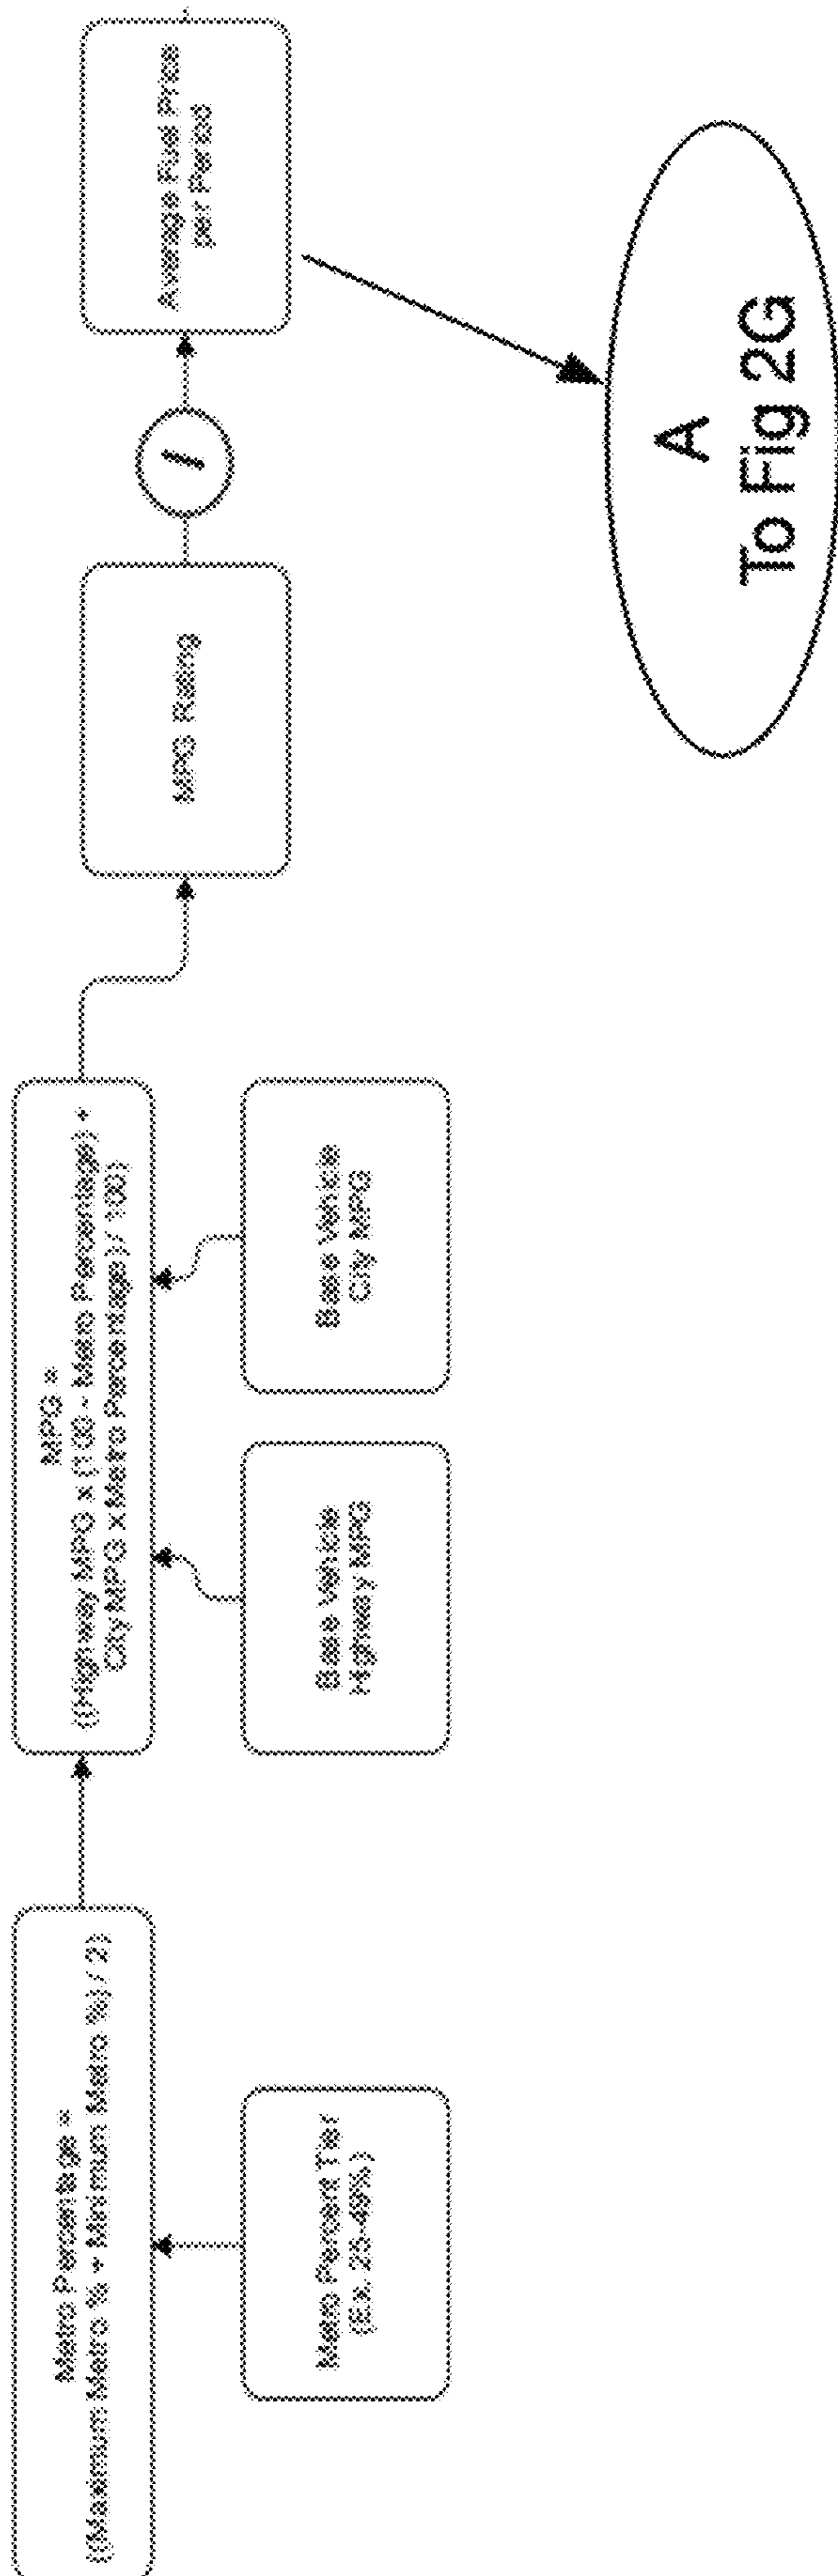 Metro Percentage =
((Maximum Metro % + Minimum Metro %) / 2)
Metro Percent Tier
(Ex. 25-49%)
MPG =
((Highway MPG x (100 - Metro Percentage) +
City MPG x Metro Percentage) / 100)
Base Vehicle
Highway MPG
Base Vehicle
City MPG
MPG Rating
/
Average Fuel Price
per Period
A
To Fig 2G